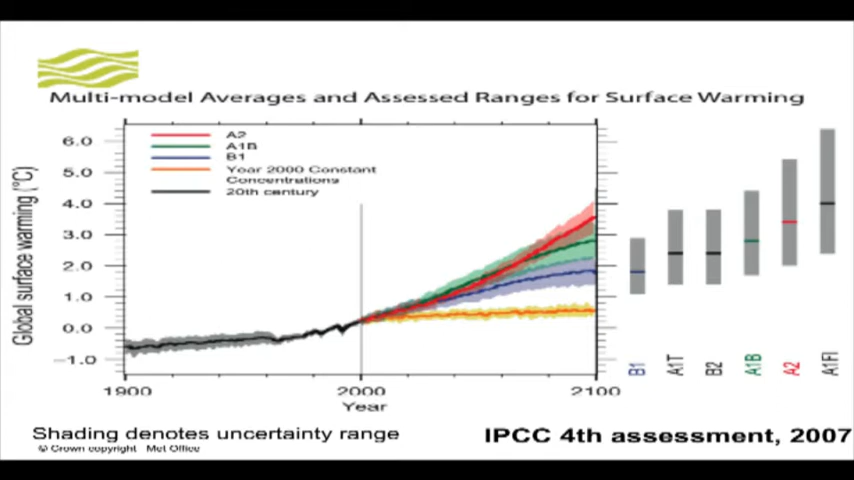 Multi-model Averages and Assessed Ranges for Surface Warming
Global surface warming (°C)
6.0
5.0
4.0
3.0
2.0
1.0
0.0
−1.0
A2
A1B
B1
Year 2000 Constant
Concentrations
20th century
1900
2000
2100
Year
B1
A1T
B2
A1B
A2
A1FI
Shading denotes uncertainty range
IPCC 4th assessment, 2007
© Crown copyright Met Office